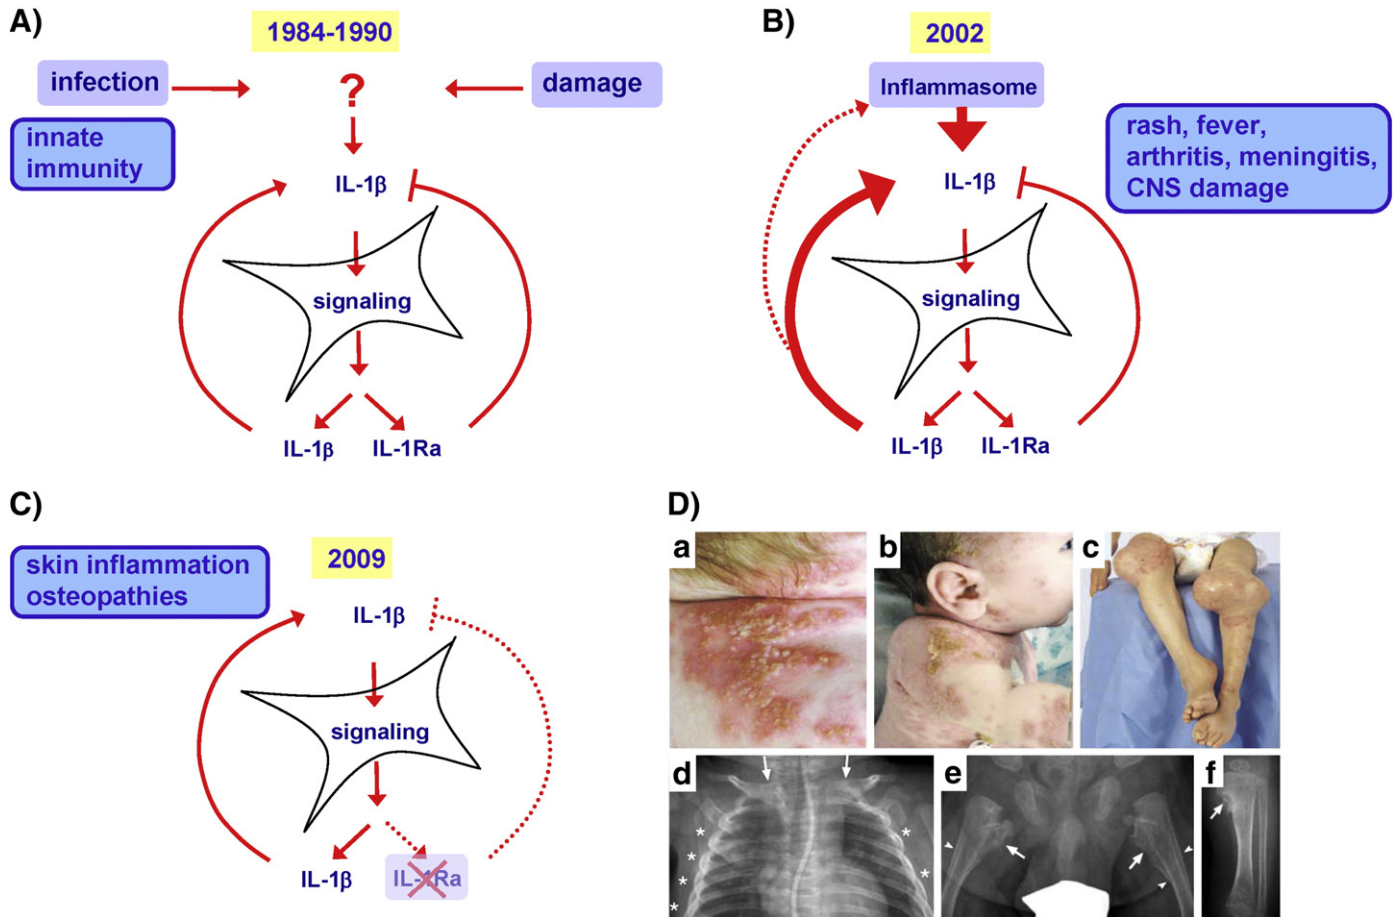 A)
1984-1990
infection
?
damage
innate
immunity
IL-1β
signaling
IL-1β
IL-1Ra
B)
2002
Inflammasome
rash, fever,
arthritis, meningitis,
CNS damage
IL-1β
signaling
IL-1β
IL-1Ra
C)
2009
skin inflammation
osteopathies
IL-1β
signaling
IL-1β
IL-1Ra
D)
a
b
c
d
e
f